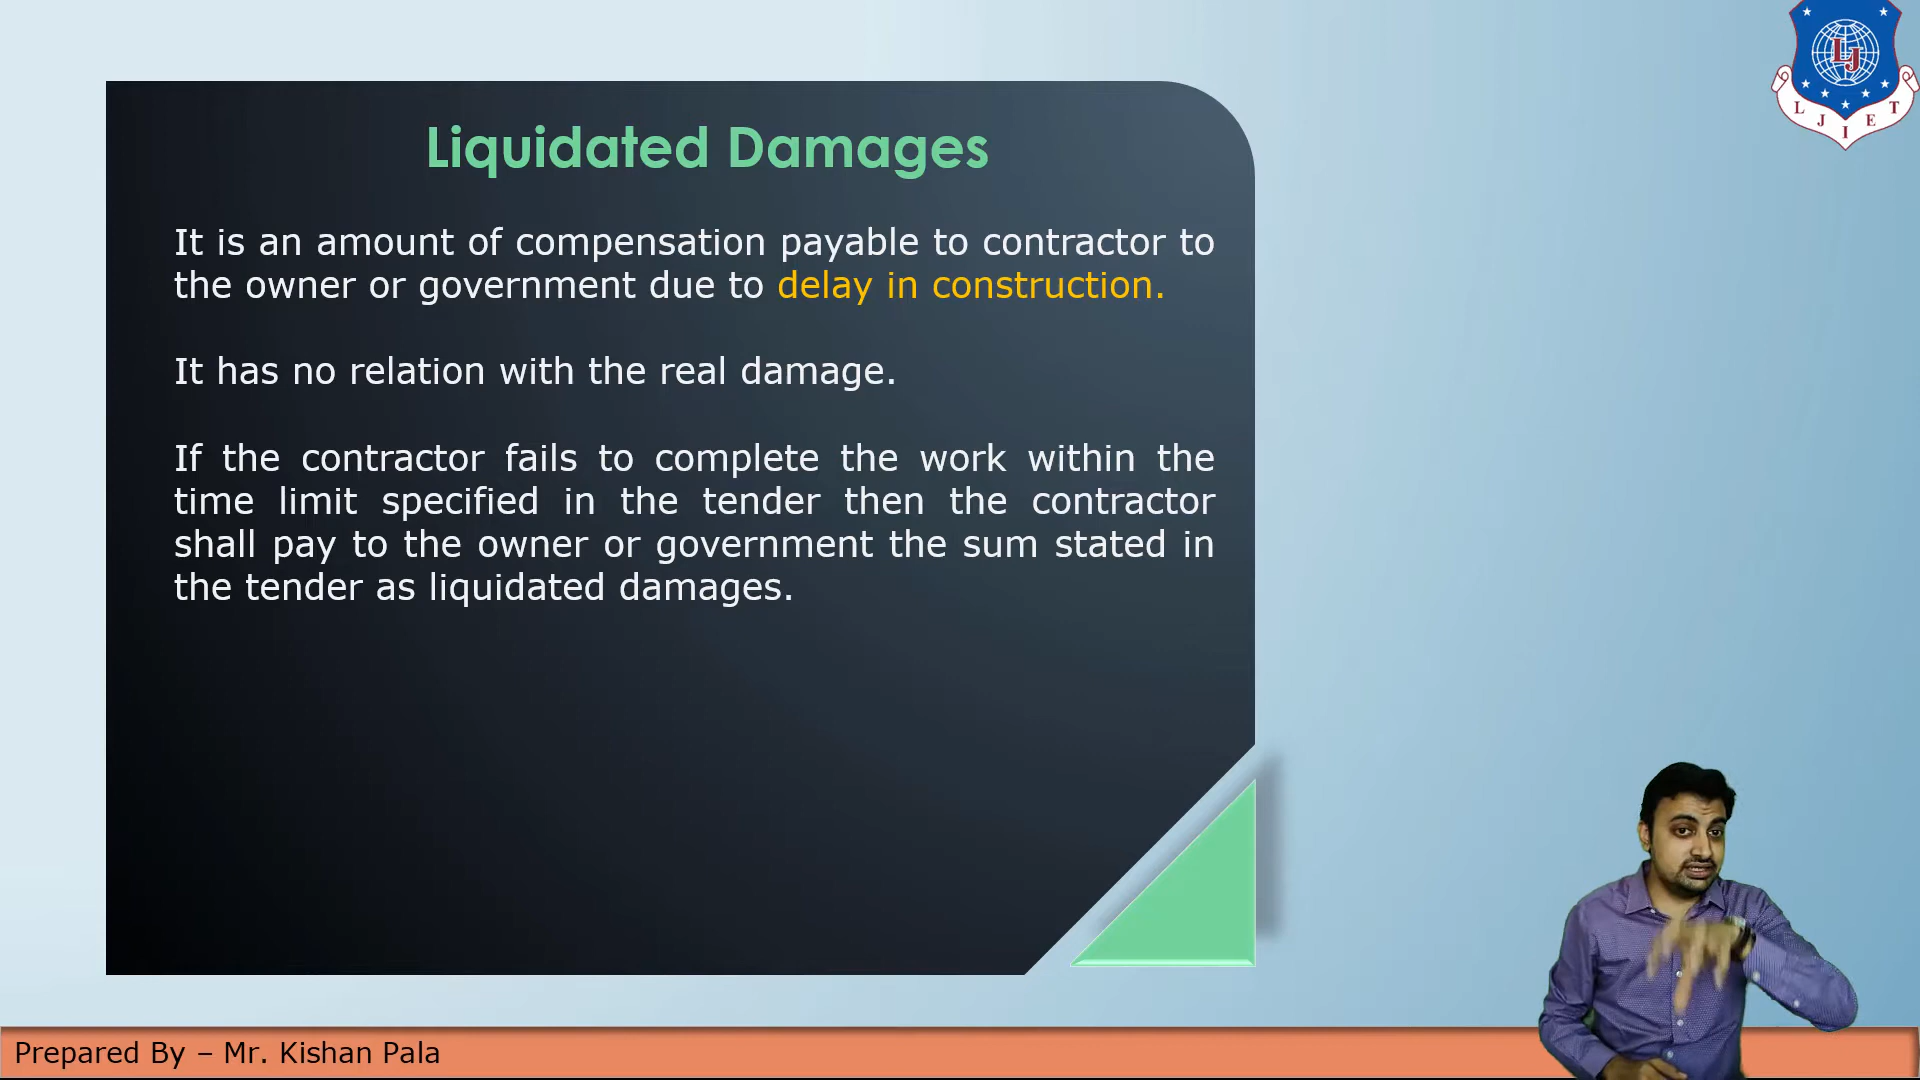 Liquidated Damages
It is an amount of compensation payable to contractor to
the owner or government due to delay in construction.
It has no relation with the real damage.
If the contractor fails to complete the work within the
time limit specified in the tender then the contractor
shall pay to the owner or government the sum stated in
the tender as liquidated damages.
LJ
L J I E T
Prepared By – Mr. Kishan Pala